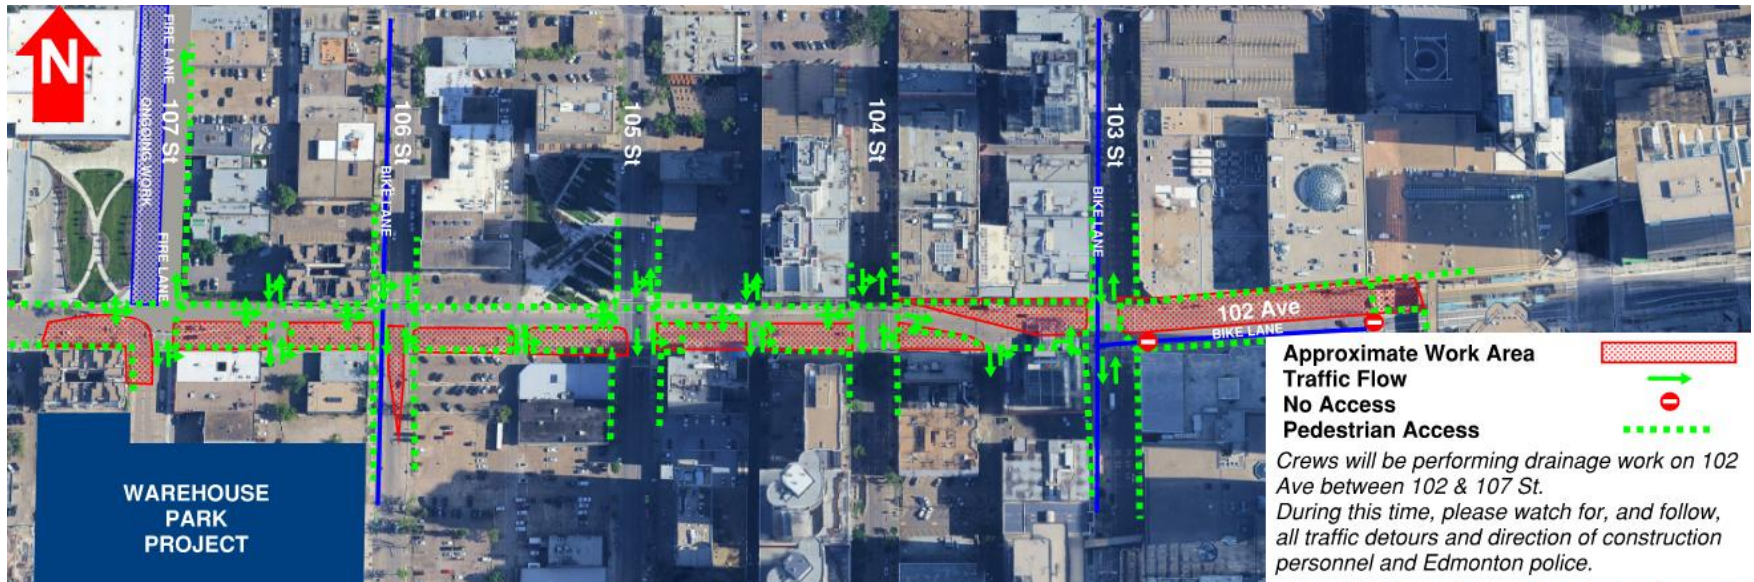 N
FIRE LANE
ONGOING WORK
FIRE LANE
107 St
106 St
BIKE LANE
105 St
104 St
103 St
BIKE LANE
102 Ave
BIKE LANE
WAREHOUSE
PARK
PROJECT
Approximate Work Area
Traffic Flow
No Access
Pedestrian Access
Crews will be performing drainage work on 102
Ave between 102 & 107 St.
During this time, please watch for, and follow,
all traffic detours and direction of construction
personnel and Edmonton police.